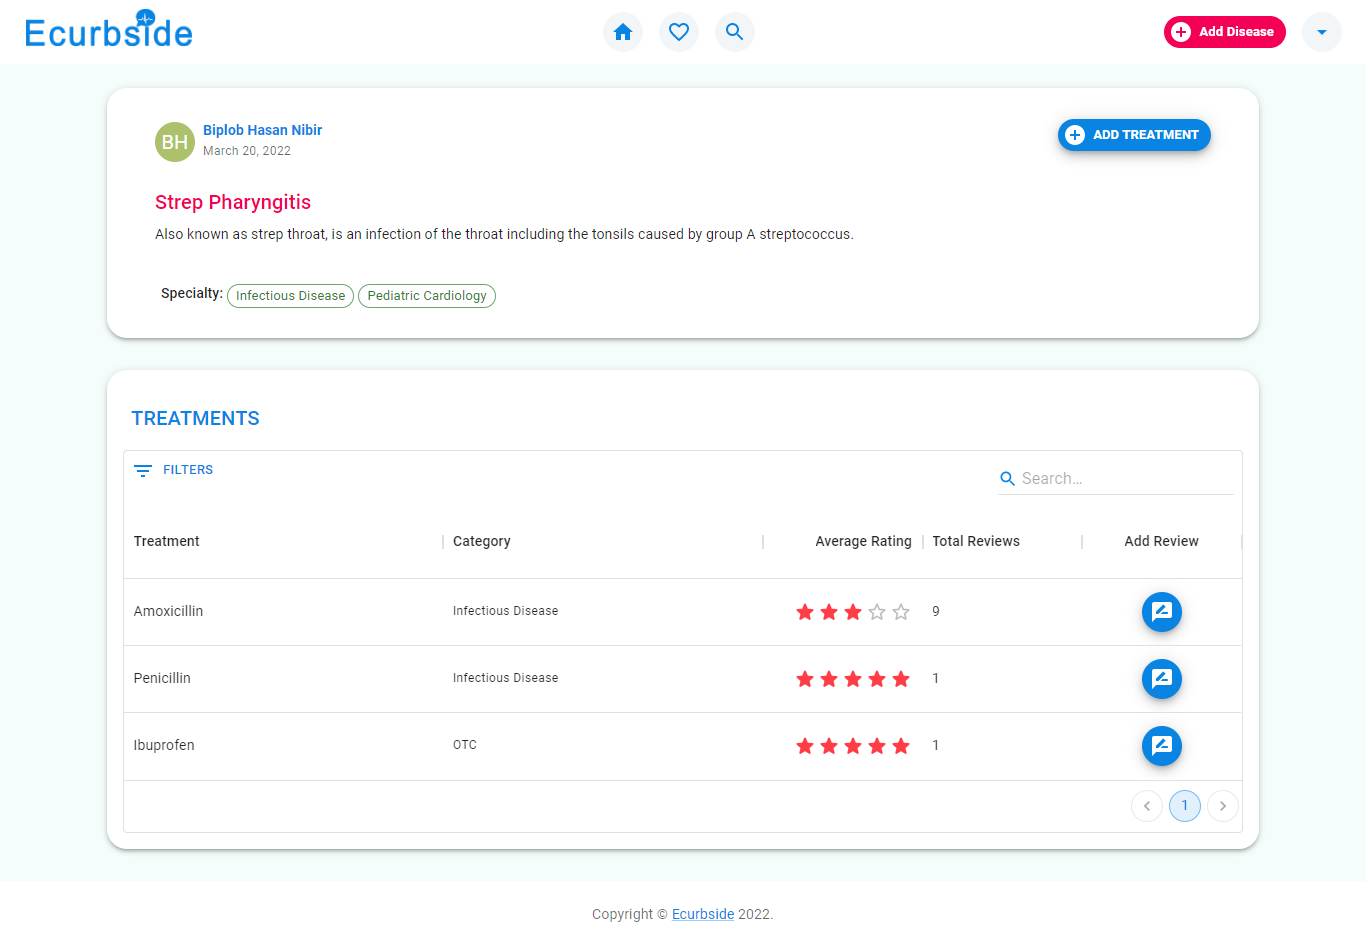 Ecurbside
Add Disease
BH
Biplob Hasan Nibir
March 20, 2022
ADD TREATMENT
Strep Pharyngitis
Also known as strep throat, is an infection of the throat including the tonsils caused by group A streptococcus.
Specialty: Infectious Disease Pediatric Cardiology
TREATMENTS
FILTERS
Search…
Treatment Category Average Rating Total Reviews Add Review
Amoxicillin Infectious Disease 9
Penicillin Infectious Disease 1
Ibuprofen OTC 1
1
Copyright © Ecurbside 2022.